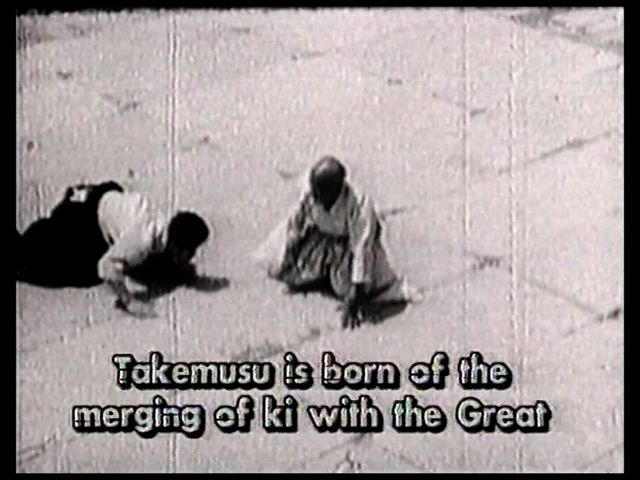 Takemusu is born of the
merging of ki with the Great